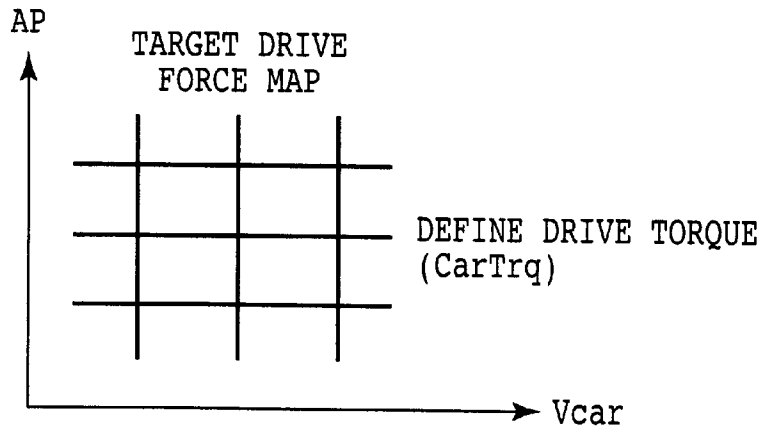 AP
TARGET DRIVE
FORCE MAP
DEFINE DRIVE TORQUE
(CarTrq)
Vcar